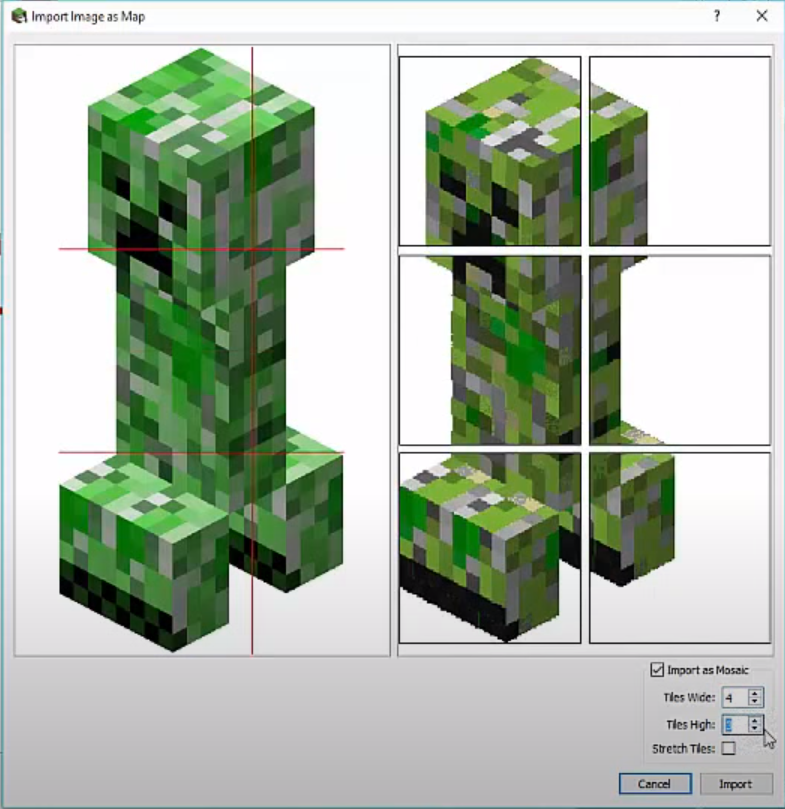 Import Image as Map
?
Import as Mosaic
Tiles Wide: 4
Tiles High:
Stretch Tiles:
Cancel
Import